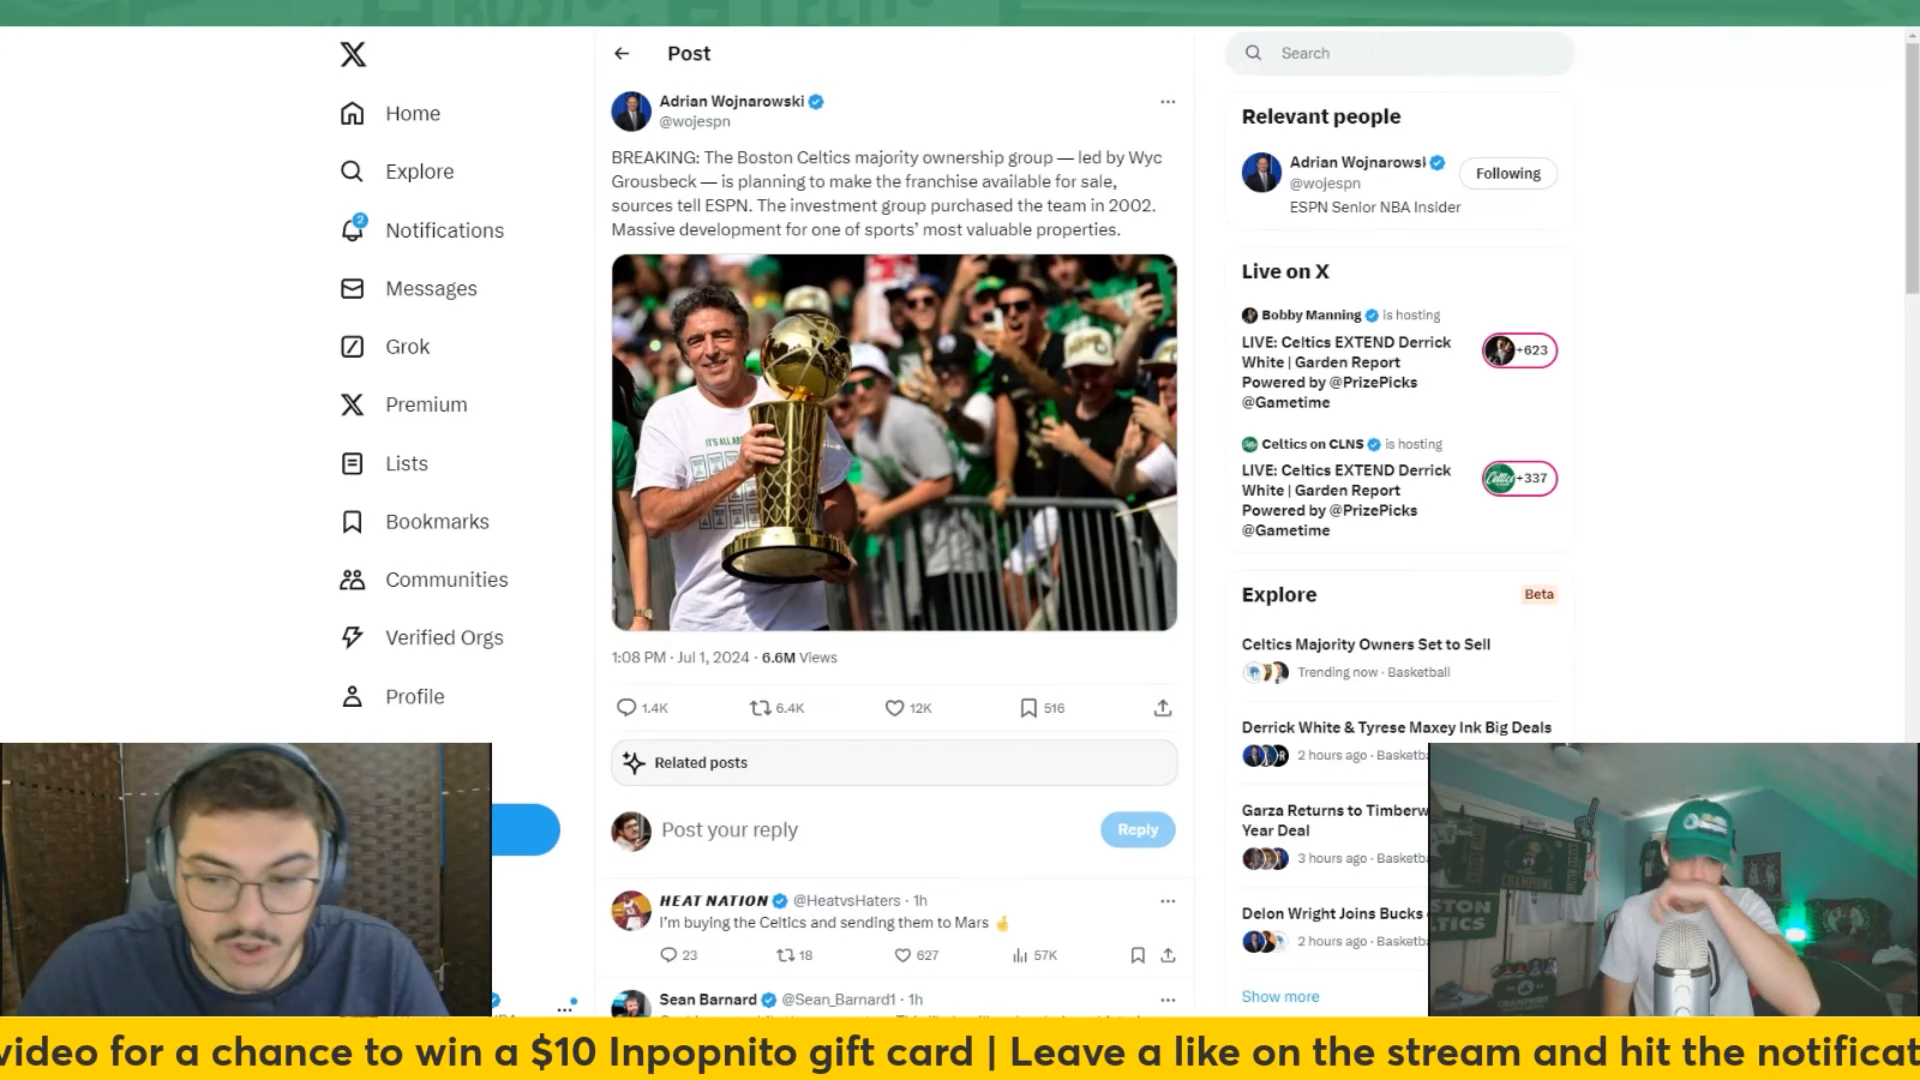 Home
Explore
Notifications
2
Messages
Grok
Premium
Lists
Bookmarks
Communities
Verified Orgs
Profile
Post
Adrian Wojnarowski
@wojespn
BREAKING: The Boston Celtics majority ownership group — led by Wyc
Grousbeck — is planning to make the franchise available for sale,
sources tell ESPN. The investment group purchased the team in 2002.
Massive development for one of sports’ most valuable properties.
IT'S ALL
1:08 PM · Jul 1, 2024 · 6.6M Views
1.4K 6.4K 12K 516
Related posts
Post your reply
Reply
HEAT NATION @HeatvsHaters · 1h
I’m buying the Celtics and sending them to Mars
23 18 627 57K
Sean Barnard @Sean_Barnard1 · 1h
Search
Relevant people
Adrian Wojnarowsl
@wojespn
Following
ESPN Senior NBA Insider
Live on X
Bobby Manning is hosting
LIVE: Celtics EXTEND Derrick
White | Garden Report
Powered by @PrizePicks
@Gametime
+623
Celtics on CLNS is hosting
LIVE: Celtics EXTEND Derrick
White | Garden Report
Powered by @PrizePicks
@Gametime
+337
Explore
Beta
Celtics Majority Owners Set to Sell
Trending now · Basketball
Derrick White & Tyrese Maxey Ink Big Deals
2 hours ago · Basketb
Garza Returns to Timberw
Year Deal
3 hours ago · Basketb
Delon Wright Joins Bucks
2 hours ago · Basketb
Show more
CHAMPIONS
STON
LTICS
video for a chance to win a $10 Inpopnito gift card | Leave a like on the stream and hit the notificat